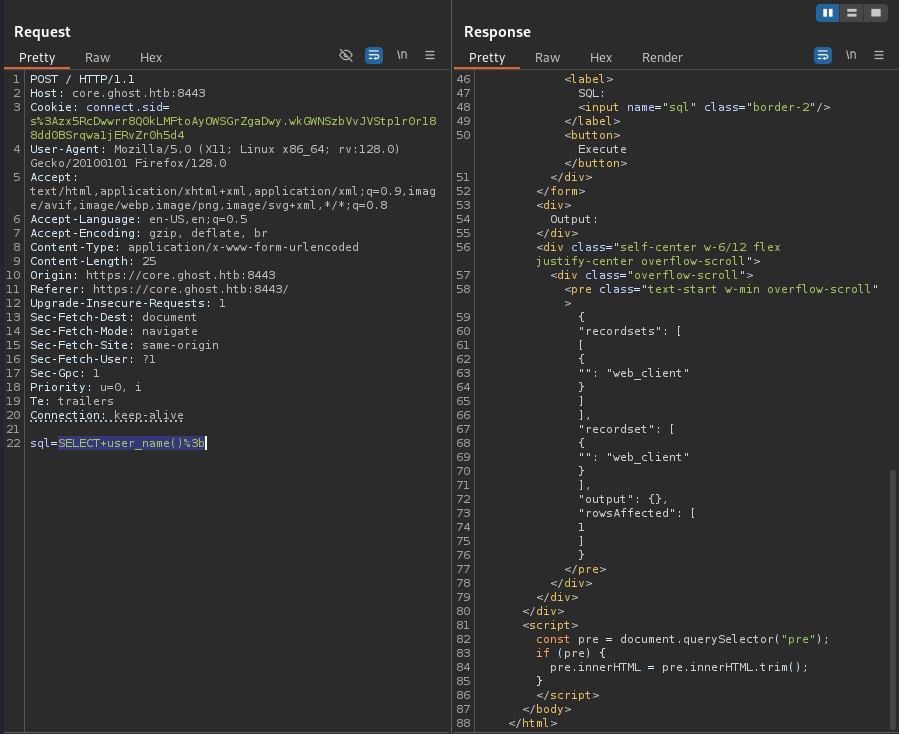 Request
Pretty Raw Hex
\n
1 POST / HTTP/1.1
2 Host: core.ghost.htb:8443
3 Cookie: connect.sid=
s%3Azx5RcDwwrr8Q0kLMFtoAyOWSGrZgaDwy.wkGWNSzbVvJVStp1rOr18
8ddOBSrqwa1jERvZr0h5d4
4 User-Agent: Mozilla/5.0 (X11; Linux x86_64; rv:128.0)
Gecko/20100101 Firefox/128.0
5 Accept:
text/html,application/xhtml+xml,application/xml;q=0.9,imag
e/avif,image/webp,image/png,image/svg+xml,*/*;q=0.8
6 Accept-Language: en-US,en;q=0.5
7 Accept-Encoding: gzip, deflate, br
8 Content-Type: application/x-www-form-urlencoded
9 Content-Length: 25
10 Origin: https://core.ghost.htb:8443
11 Referer: https://core.ghost.htb:8443/
12 Upgrade-Insecure-Requests: 1
13 Sec-Fetch-Dest: document
14 Sec-Fetch-Mode: navigate
15 Sec-Fetch-Site: same-origin
16 Sec-Fetch-User: ?1
17 Sec-Gpc: 1
18 Priority: u=0, i
19 Te: trailers
20 Connection: keep-alive
21
22 sql=SELECT+user_name()%3b
Response
Pretty Raw Hex Render
\n
46 <label>
47 SQL:
48 <input name="sql" class="border-2"/>
49 </label>
50 <button>
Execute
</button>
51 </div>
52 </form>
53 <div>
54 Output:
55 </div>
56 <div class="self-center w-6/12 flex
justify-center overflow-scroll">
57 <div class="overflow-scroll">
58 <pre class="text-start w-min overflow-scroll"
>
59 {
60 "recordsets": [
61 [
62 {
63 "": "web_client"
64 }
65 ]
66 ],
67 "recordset": [
68 {
69 "": "web_client"
70 }
71 ],
72 "output": {},
73 "rowsAffected": [
74 1
75 ]
76 }
77 </pre>
78 </div>
79 </div>
80 </div>
81 <script>
82 const pre = document.querySelector("pre");
83 if (pre) {
84 pre.innerHTML = pre.innerHTML.trim();
85 }
86 </script>
87 </body>
88 </html>